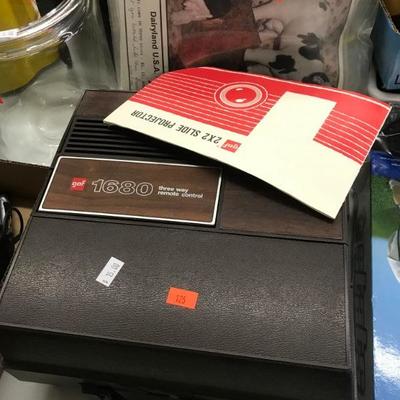 Dairyland U.S.A.
gaf
2X2 SLIDE PROJECTOR
gaf
1680
three way
remote control
125